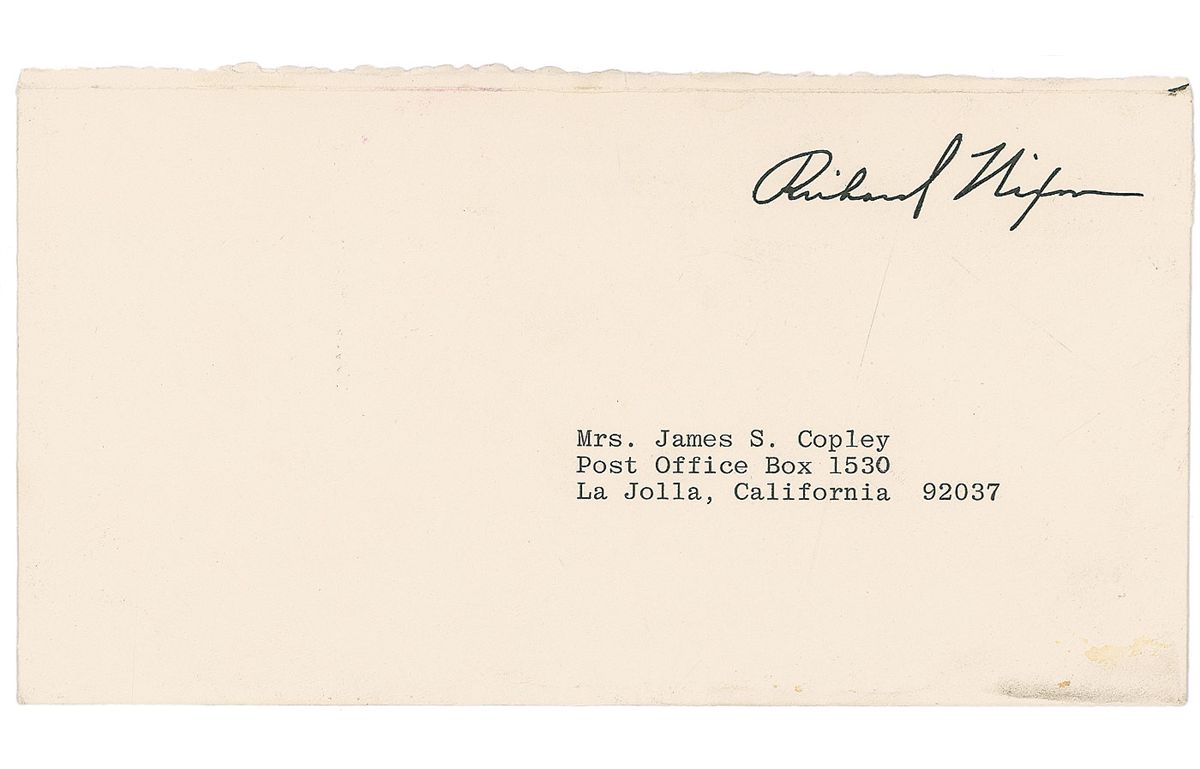 Richard Nixon
Mrs. James S. Copley
Post Office Box 1530
La Jolla, California  92037